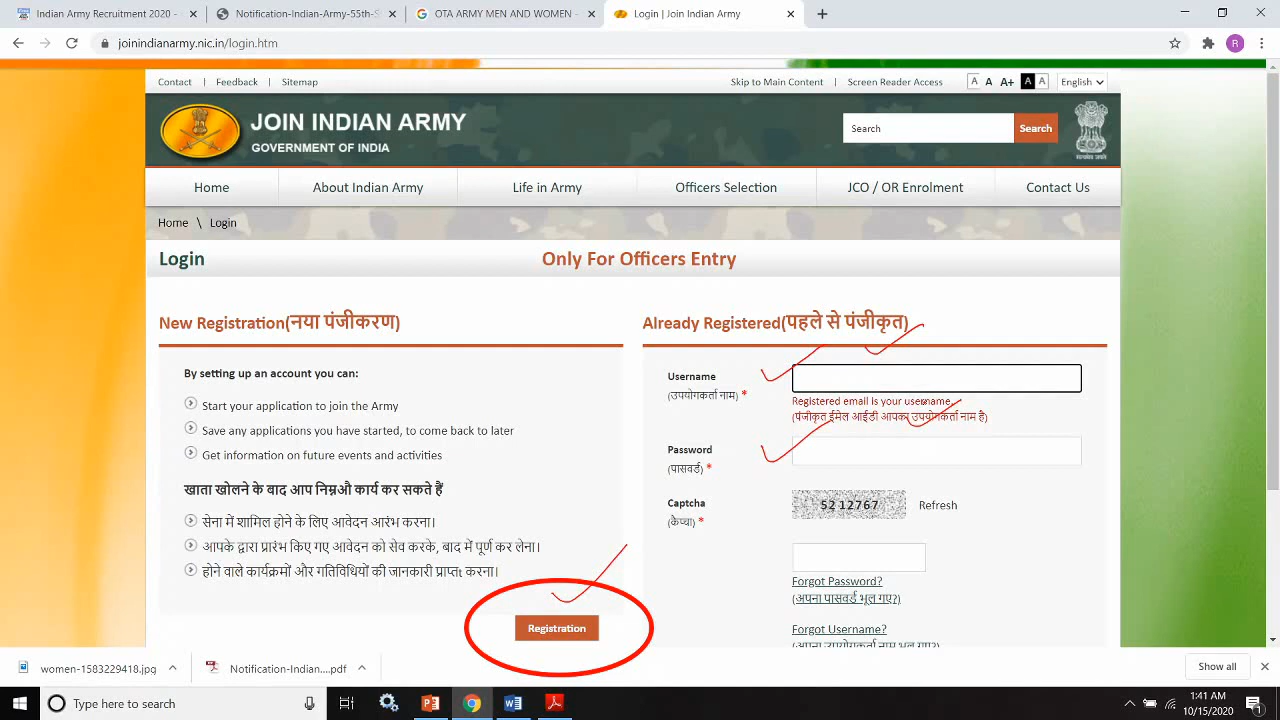 Indian Army Recruitment 2020 -
Notification-Indian-Army-55th-S
OTA ARMY MEN AND WOMEN -
Login | Join Indian Army
joinindianarmy.nic.in/login.htm
R
Contact | Feedback | Sitemap
Skip to Main Content | Screen Reader Access
A A A+ A A
English
JOIN INDIAN ARMY
GOVERNMENT OF INDIA
Search Search
Home About Indian Army Life in Army Officers Selection JCO / OR Enrolment Contact Us
Home \ Login
Login
Only For Officers Entry
New Registration(नया पंजीकरण)
By setting up an account you can:
Start your application to join the Army
Save any applications you have started, to come back to later
Get information on future events and activities
खाता खोलने के बाद आप निम्नऔ कार्य कर सकते हैं
सेना में शामिल होने के लिए आवेदन आरंभ करना।
आपके द्वारा प्रारंभ किए गए आवेदन को सेव करके, बाद में पूर्ण कर लेना।
होने वाले कार्यक्रमों और गतिविधियों की जानकारी प्राप्तt करना।
Registration
Already Registered(पहले से पंजीकृत)
Username
(उपयोगकर्ता नाम) *
Registered email is your username.
(पंजीकृत ईमेल आईडी आपका उपयोगकर्ता नाम है)
Password
(पासवर्ड) *
Captcha
(कैप्चा) *
52 12767
Refresh
Forgot Password?
(अपना पासवर्ड भूल गए?)
Forgot Username?
(अपना उपयोगकर्ता नाम भूल गए?)
women-1583229418.jpg
Notification-Indian....pdf
Show all
Type here to search
1:41 AM
10/15/2020
1